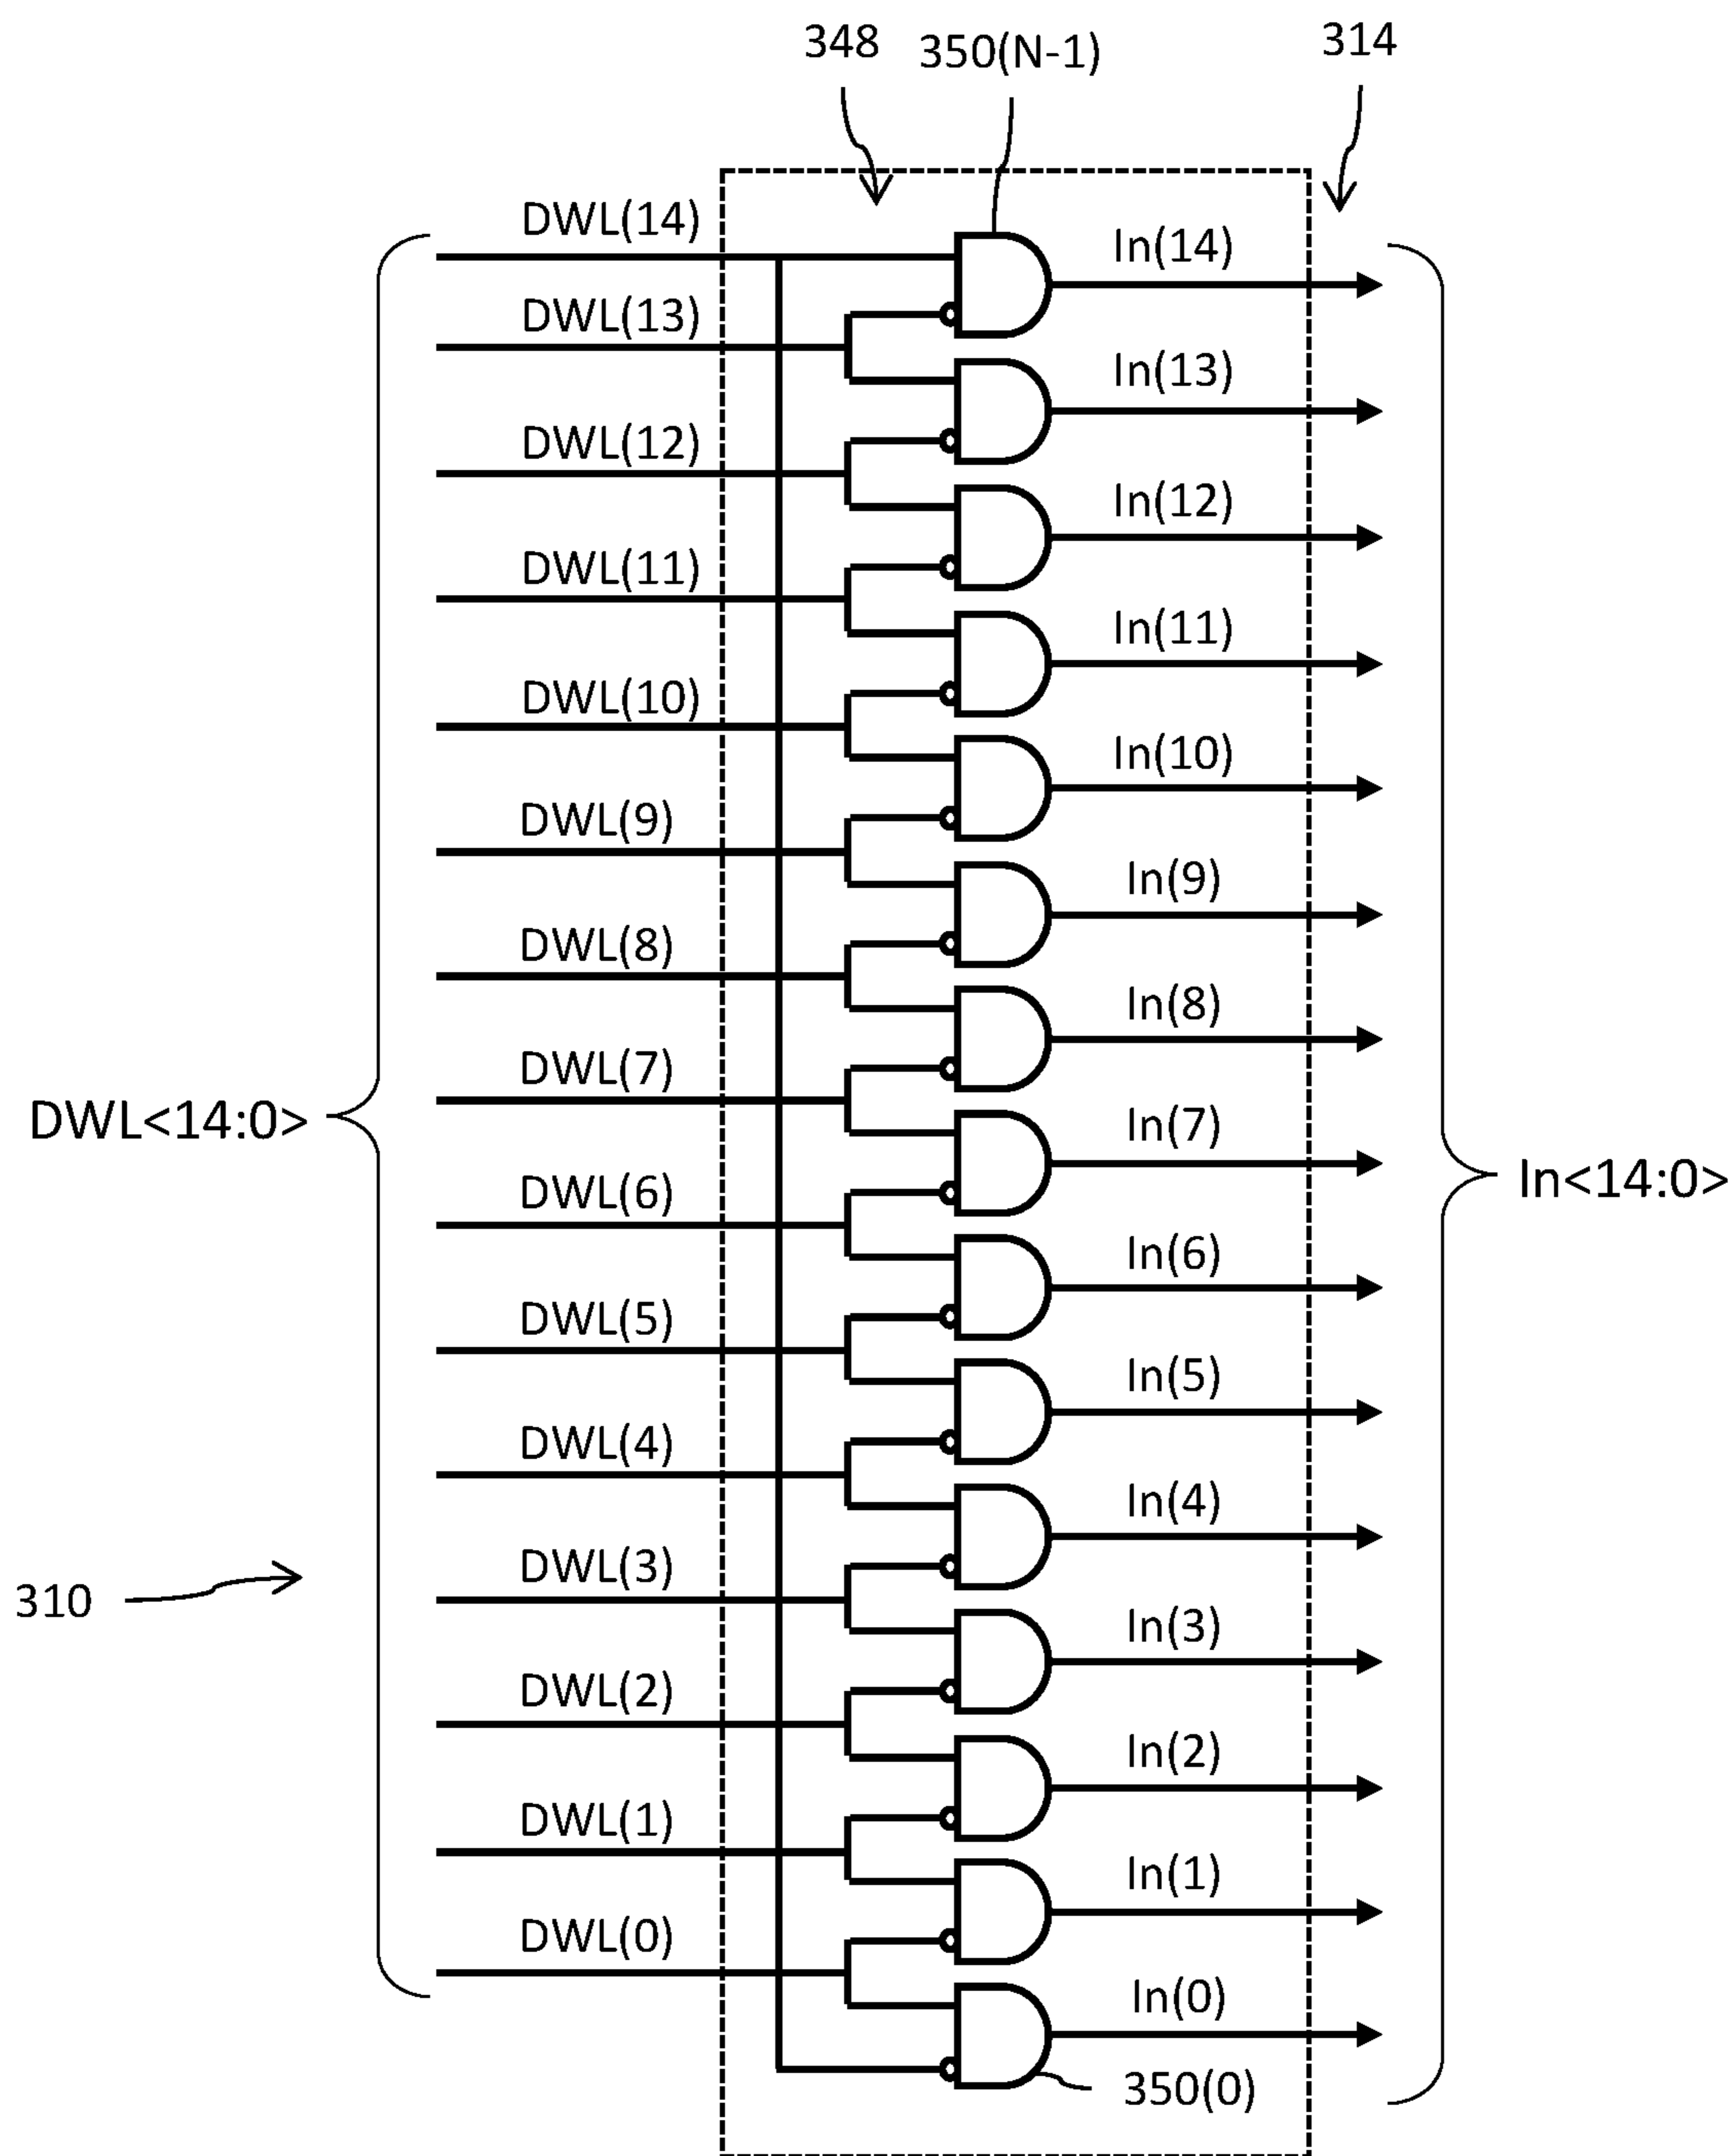 348
350(N-1)
314
DWL(14)
In(14)
DWL(13)
In(13)
DWL(12)
In(12)
DWL(11)
In(11)
DWL(10)
In(10)
DWL(9)
In(9)
DWL(8)
In(8)
DWL(7)
DWL<14:0>
In(7)
In<14:0>
DWL(6)
In(6)
DWL(5)
In(5)
DWL(4)
In(4)
DWL(3)
310
In(3)
DWL(2)
In(2)
DWL(1)
In(1)
DWL(0)
In(0)
350(0)